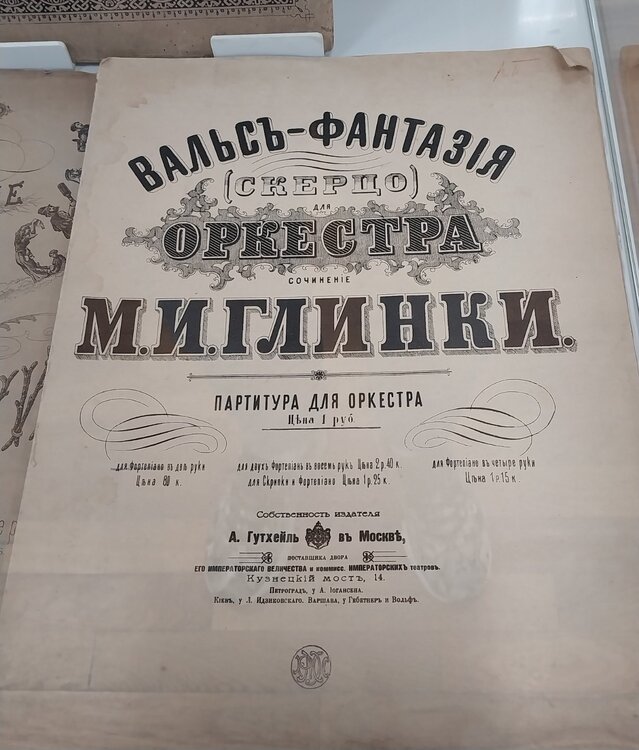 ВАЛЬСЪ-ФАНТАЗІЯ
(СКЕРЦО)
ДЛЯ
ОРКЕСТРА
СОЧИНЕНІЕ
М.И.ГЛИНКИ.
ПАРТИТУРА ДЛЯ ОРКЕСТРА
Цѣна 1 руб
для Фортепіано въ двѣ руки
Цѣна 80 к.
для двухъ Фортепіанъ въ восемь рукъ Цѣна 2 р. 40 к.
для Скрипки и Фортепіано Цѣна 1 р. 25 к.
для Фортепіано въ четыре руки
Цѣна 1 р. 15 к.
Собственность издателя
А. Гутхейль въ Москвѣ,
ПОСТАВЩИКА ДВОРА
ЕГО ИМПЕРАТОРСКАГО ВЕЛИЧЕСТВА и коммисс. ИМПЕРАТОРСКИХЪ театровъ.
Кузнецкій мостъ, 14.
Петроградъ, у А. Іогансена.
Кіевъ, у Л. Идзиковскаго. Варшава, у Гебетнеръ и Вольфъ.